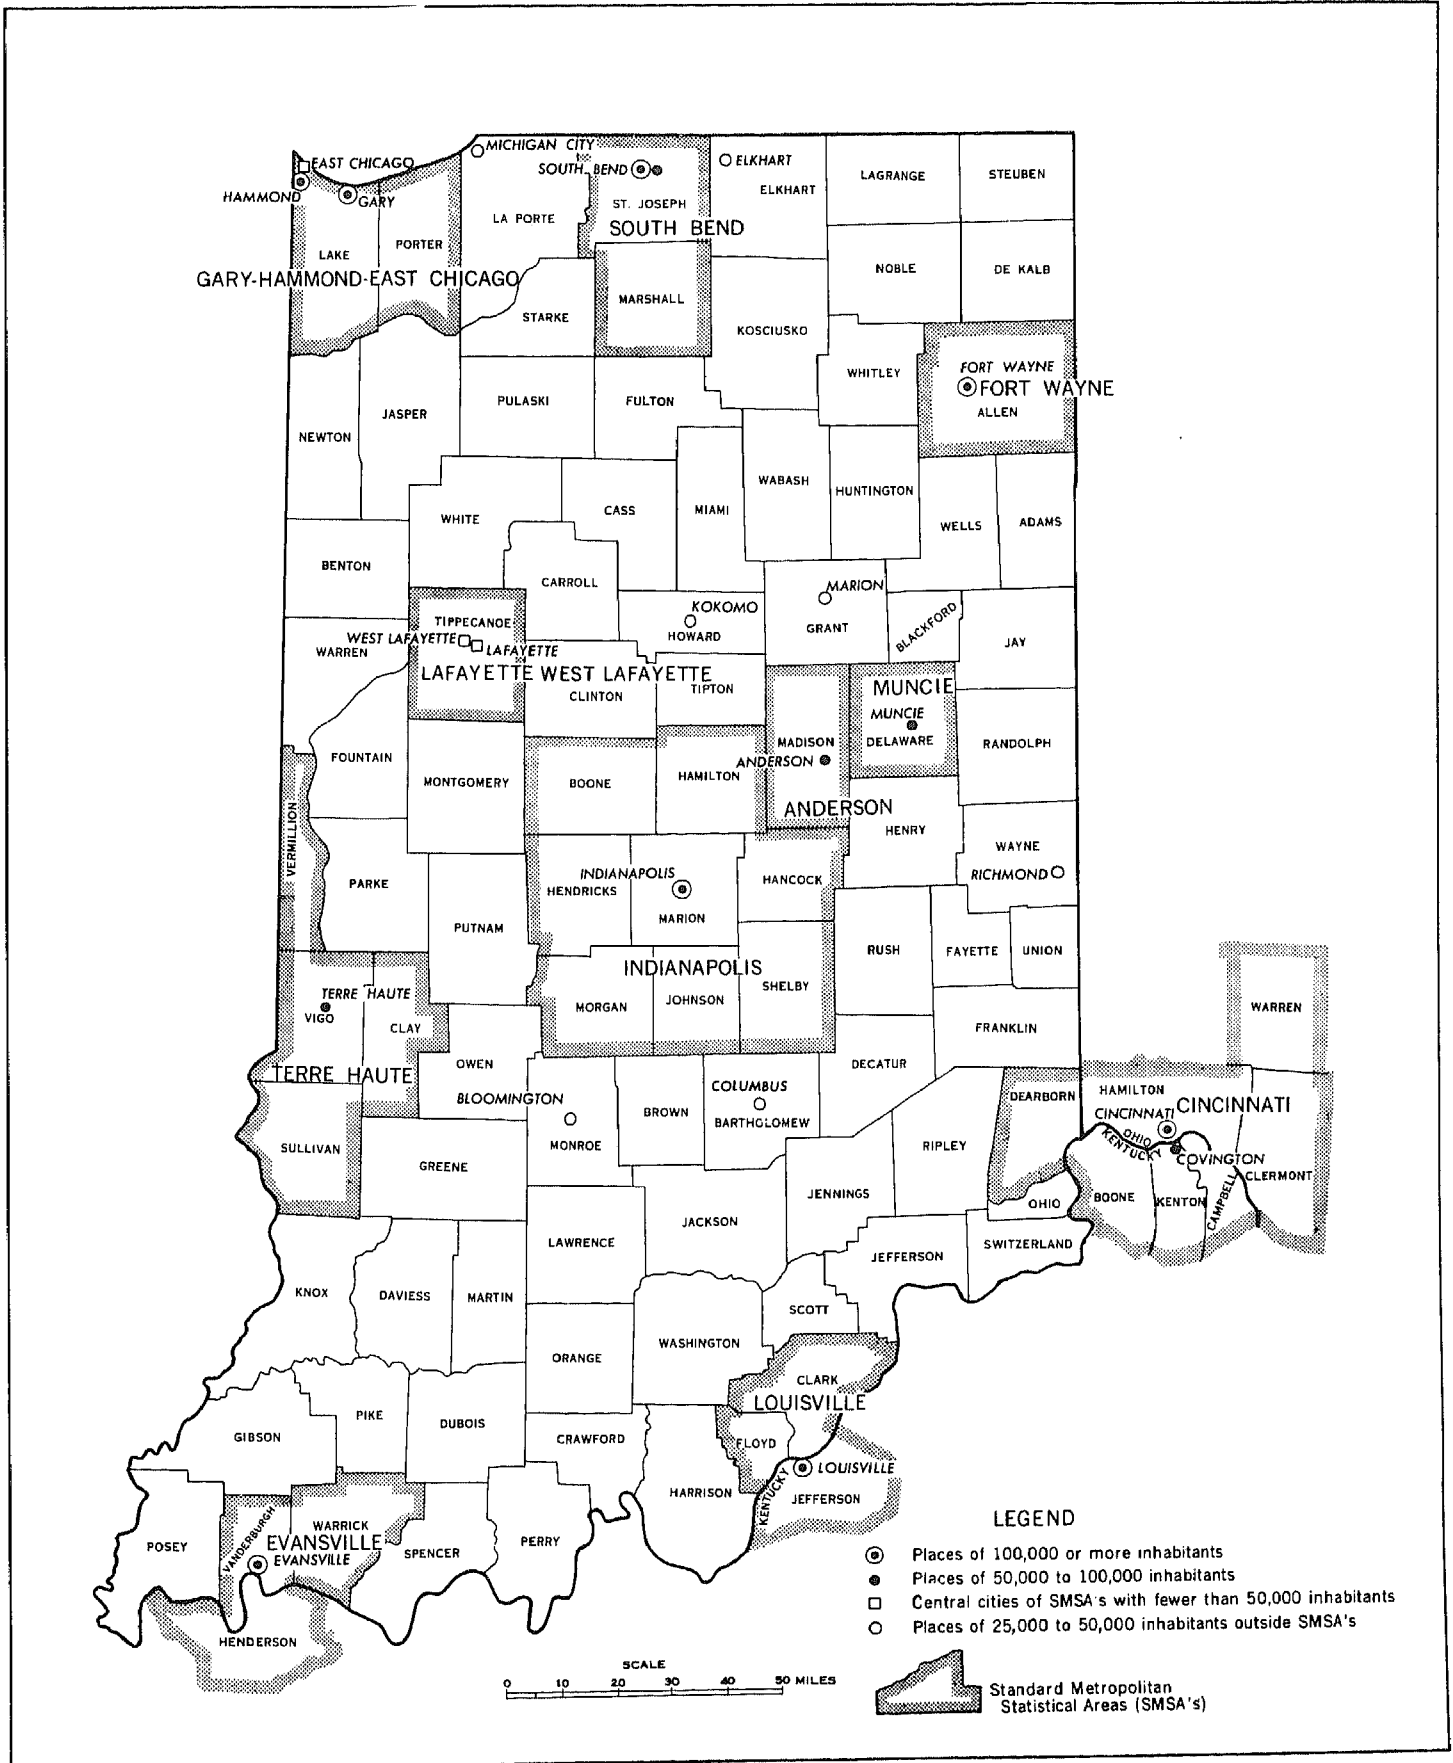 MICHIGAN CITY
EAST CHICAGO
SOUTH BEND
ELKHART
LAGRANGE
STEUBEN
HAMMOND
GARY
ELKHART
ST. JOSEPH
LA PORTE
SOUTH BEND
LAKE
PORTER
GARY-HAMMOND-EAST CHICAGO
NOBLE
DE KALB
MARSHALL
STARKE
KOSCIUSKO
WHITLEY
FORT WAYNE
FORT WAYNE
ALLEN
PULASKI
FULTON
JASPER
NEWTON
WABASH
HUNTINGTON
WHITE
CASS
MIAMI
WELLS
ADAMS
BENTON
CARROLL
MARION
KOKOMO
HOWARD
GRANT
BLACKFORD
JAY
TIPPECANOE
WEST LAFAYETTE
LAFAYETTE
WARREN
LAFAYETTE WEST LAFAYETTE
CLINTON
TIPTON
MUNCIE
MUNCIE
DELAWARE
MADISON
ANDERSON
RANDOLPH
FOUNTAIN
MONTGOMERY
BOONE
HAMILTON
ANDERSON
HENRY
VERMILLION
WAYNE
RICHMOND
PARKE
INDIANAPOLIS
HENDRICKS
MARION
HANCOCK
PUTNAM
RUSH
FAYETTE
UNION
INDIANAPOLIS
MORGAN
JOHNSON
SHELBY
TERRE HAUTE
VIGO
CLAY
FRANKLIN
WARREN
OWEN
DECATUR
TERRE HAUTE
BLOOMINGTON
COLUMBUS
DEARBORN
HAMILTON
CINCINNATI
CINCINNATI
BROWN
BARTHOLOMEW
MONROE
OHIO
KENTUCKY
COVINGTON
SULLIVAN
GREENE
RIPLEY
CLERMONT
JENNINGS
OHIO
BOONE
KENTON
CAMPBELL
JACKSON
LAWRENCE
SWITZERLAND
JEFFERSON
KNOX
DAVIESS
MARTIN
SCOTT
WASHINGTON
ORANGE
CLARK
LOUISVILLE
PIKE
DUBOIS
GIBSON
CRAWFORD
FLOYD
LOUISVILLE
HARRISON
KENTUCKY
JEFFERSON
POSEY
VANDERBURGH
WARRICK
EVANSVILLE
EVANSVILLE
SPENCER
PERRY
HENDERSON
LEGEND
Places of 100,000 or more inhabitants
Places of 50,000 to 100,000 inhabitants
Central cities of SMSA's with fewer than 50,000 inhabitants
Places of 25,000 to 50,000 inhabitants outside SMSA's
SCALE
0 10 20 30 40 50 MILES
Standard Metropolitan
Statistical Areas (SMSA's)